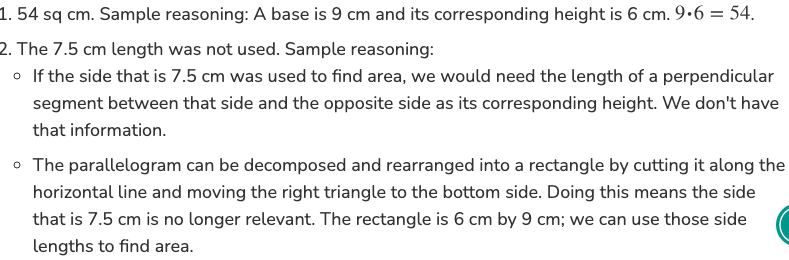 1. 54 sq cm. Sample reasoning: A base is 9 cm and its corresponding height is 6 cm. 9•6 = 54.
2. The 7.5 cm length was not used. Sample reasoning:
○ If the side that is 7.5 cm was used to find area, we would need the length of a perpendicular
segment between that side and the opposite side as its corresponding height. We don't have
that information.
○ The parallelogram can be decomposed and rearranged into a rectangle by cutting it along the
horizontal line and moving the right triangle to the bottom side. Doing this means the side
that is 7.5 cm is no longer relevant. The rectangle is 6 cm by 9 cm; we can use those side
lengths to find area.